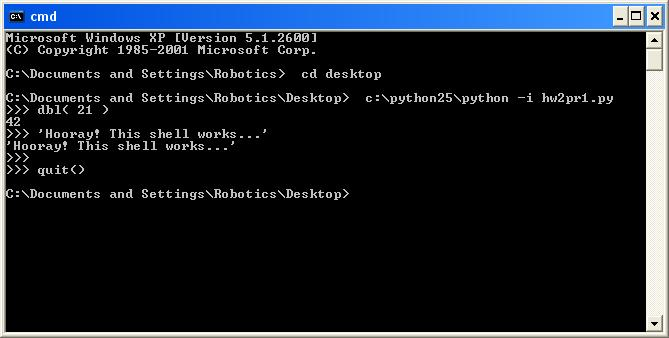 cmd
Microsoft Windows XP [Version 5.1.2600]
(C) Copyright 1985-2001 Microsoft Corp.
C:\Documents and Settings\Robotics>  cd desktop
C:\Documents and Settings\Robotics\Desktop>  c:\python25\python -i hw2pr1.py
>>> dbl( 21 )
42
>>> 'Hooray! This shell works...'
'Hooray! This shell works...'
>>>
>>> quit()
C:\Documents and Settings\Robotics\Desktop>